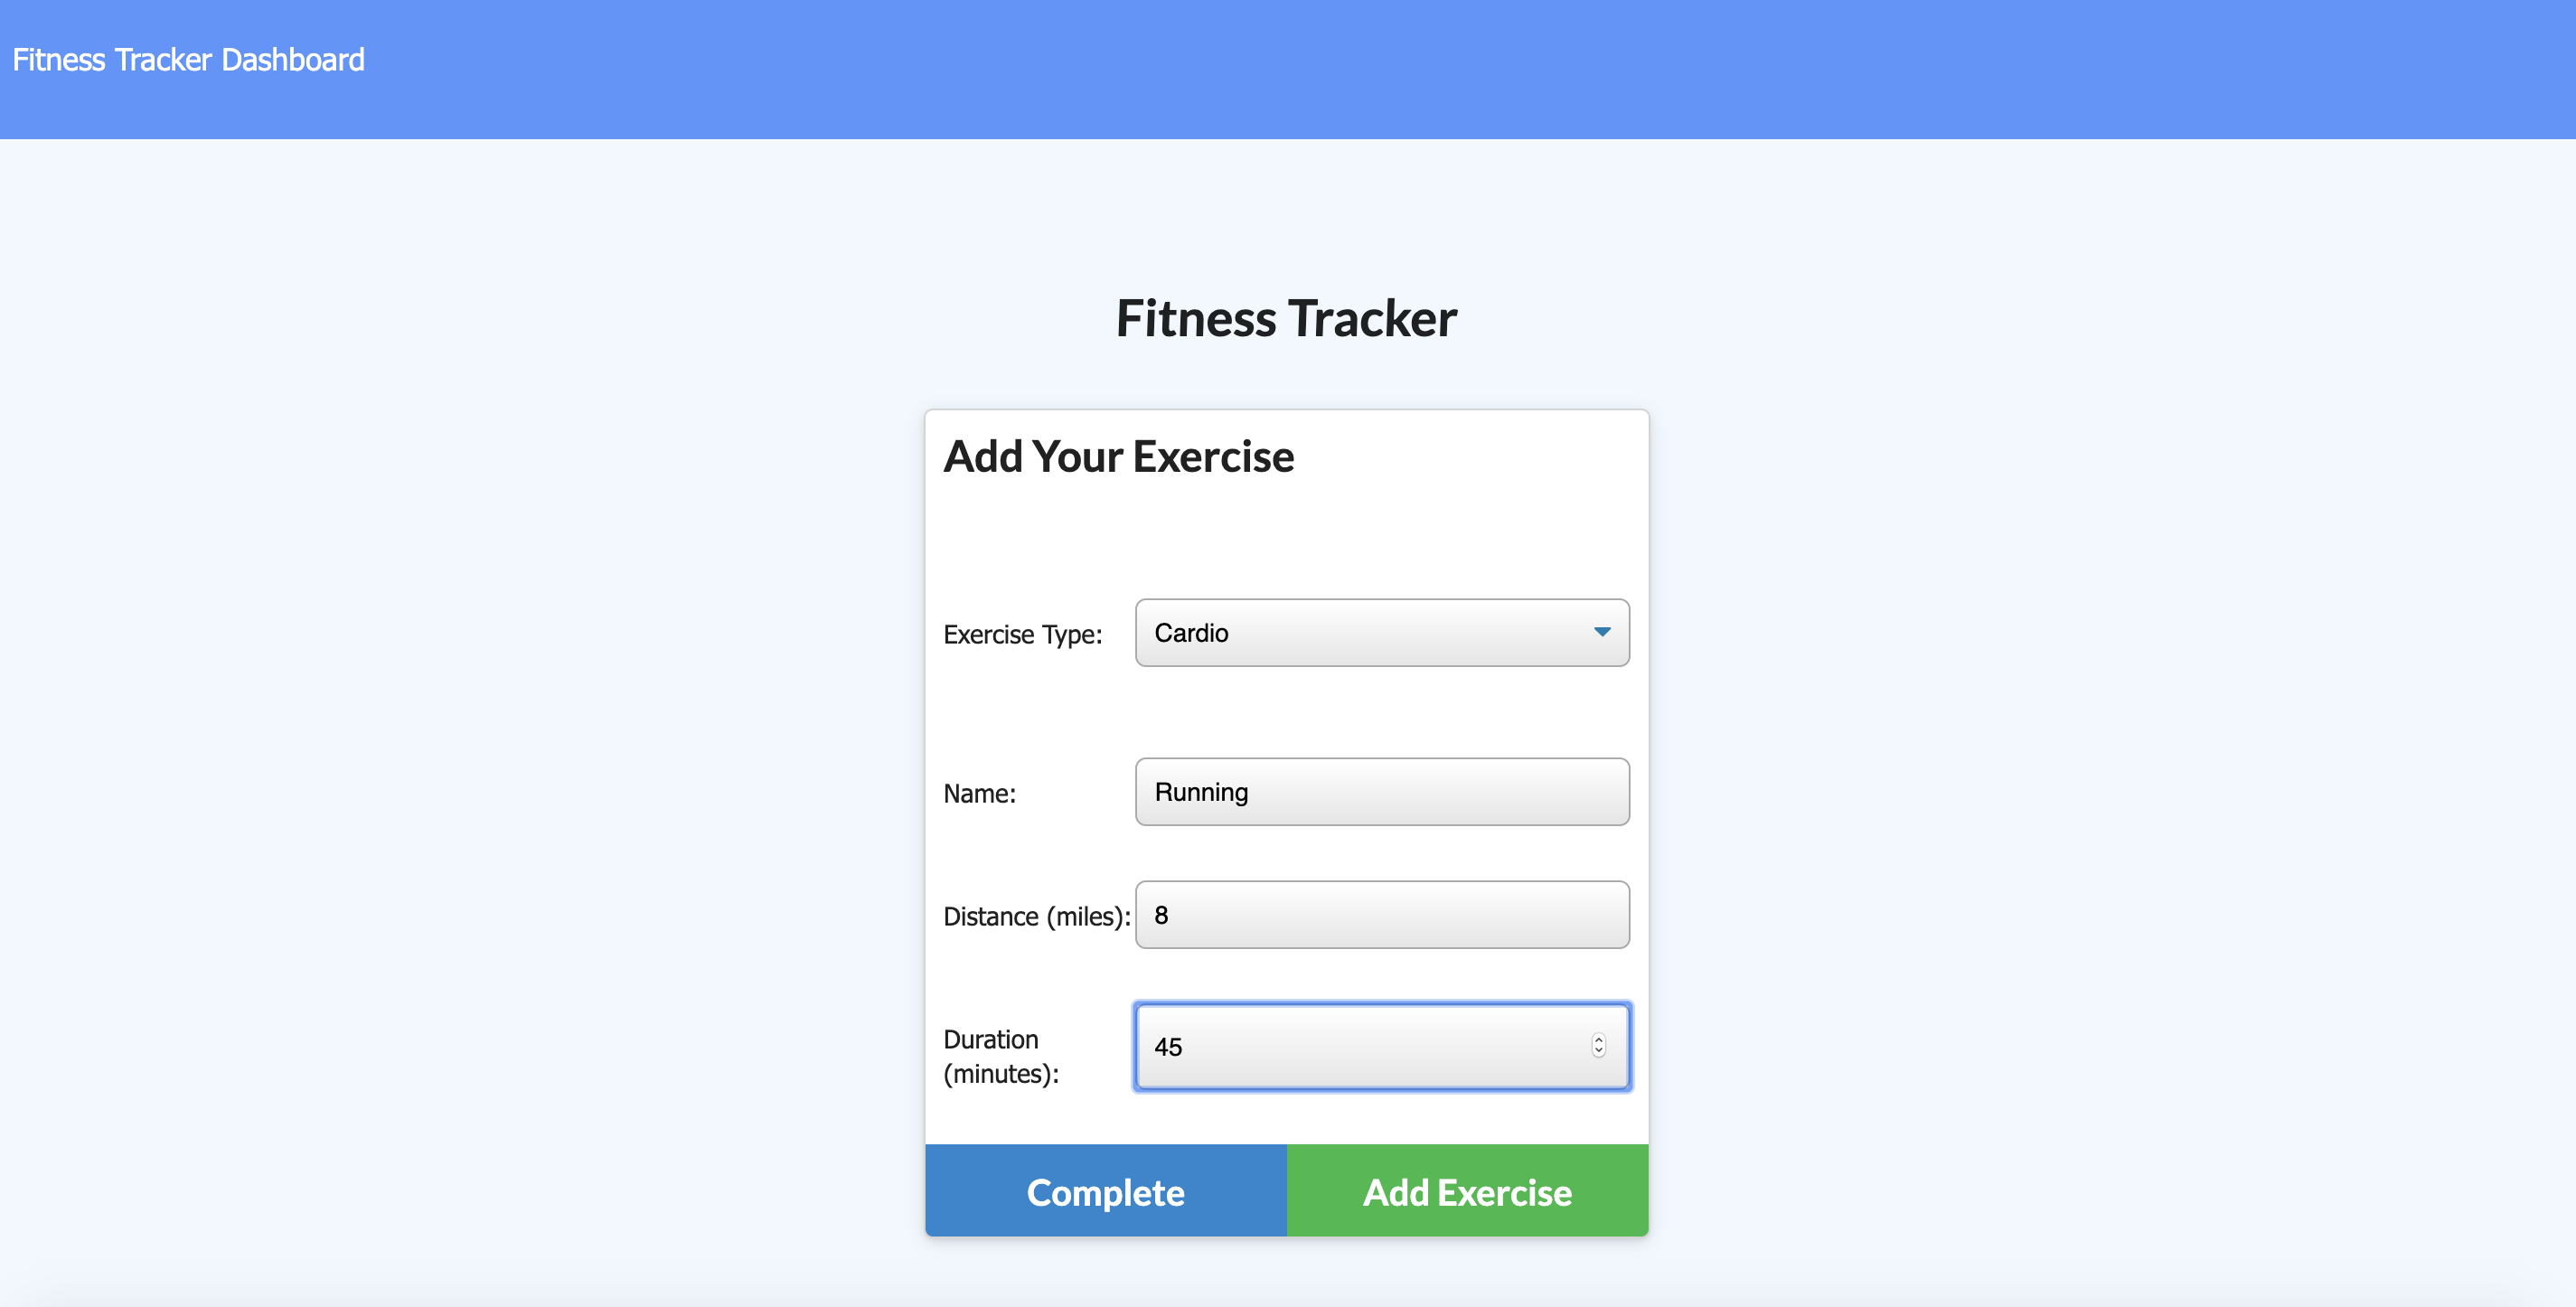 Fitness Tracker Dashboard
Fitness Tracker
Add Your Exercise
Exercise Type: Cardio
Name: Running
Distance (miles): 8
Duration
(minutes): 45
Complete Add Exercise